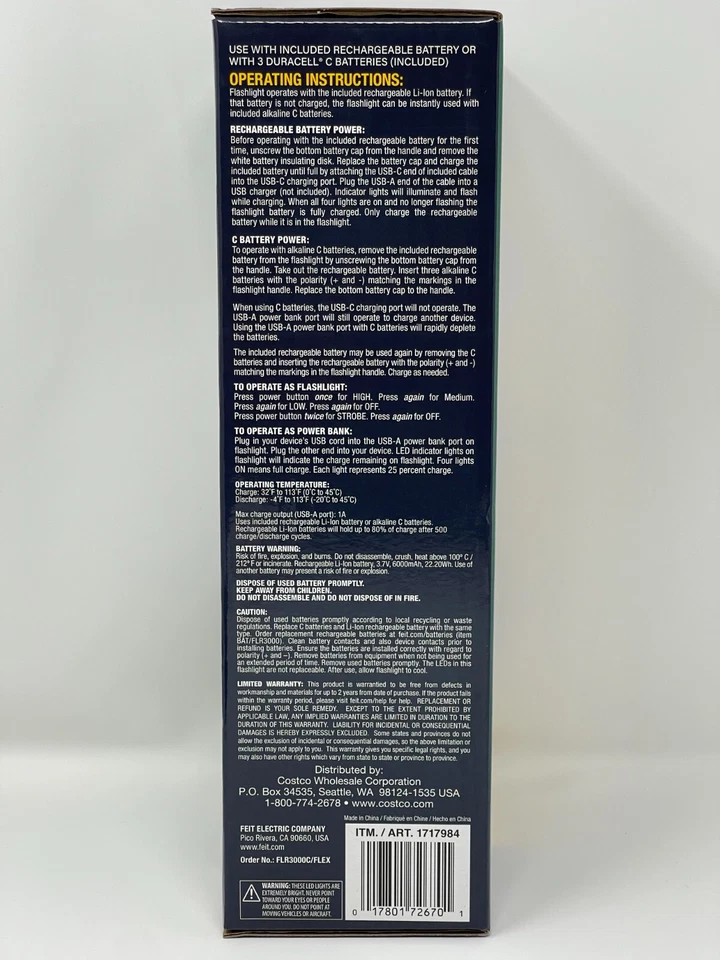 USE WITH INCLUDED RECHARGEABLE BATTERY OR
WITH 3 DURACELL® C BATTERIES (INCLUDED)
OPERATING INSTRUCTIONS:
Flashlight operates with the included rechargeable Li-Ion battery. If
that battery is not charged, the flashlight can be instantly used with
included alkaline C batteries.
RECHARGEABLE BATTERY POWER:
Before operating with the included rechargeable battery for the first
time, unscrew the bottom battery cap from the handle and remove the
white battery insulating disk. Replace the battery cap and charge the
included battery until full by attaching the USB-C end of included cable
into the USB-C charging port. Plug the USB-A end of the cable into a
USB charger (not included). Indicator lights will illuminate and flash
while charging. When all four lights are on and no longer flashing the
flashlight battery is fully charged. Only charge the rechargeable
battery while it is in the flashlight.
C BATTERY POWER:
To operate with alkaline C batteries, remove the included rechargeable
battery from the flashlight by unscrewing the bottom battery cap from
the handle. Take out the rechargeable battery. Insert three alkaline C
batteries with the polarity (+ and -) matching the markings in the
flashlight handle. Replace the bottom battery cap to the handle.
When using C batteries, the USB-C charging port will not operate. The
USB-A power bank port will still operate to charge another device.
Using the USB-A power bank port with C batteries will rapidly deplete
the batteries.
The included rechargeable battery may be used again by removing the C
batteries and inserting the rechargeable battery with the polarity (+ and -)
matching the markings in the flashlight handle. Charge as needed.
TO OPERATE AS FLASHLIGHT:
Press power button once for HIGH. Press again for Medium.
Press again for LOW. Press again for OFF.
Press power button twice for STROBE. Press again for OFF.
TO OPERATE AS POWER BANK:
Plug in your device's USB cord into the USB-A power bank port on
flashlight. Plug the other end into your device. LED indicator lights on
flashlight will indicate the charge remaining on flashlight. Four lights
ON means full charge. Each light represents 25 percent charge.
OPERATING TEMPERATURE:
Charge: 32˚F to 113˚F (0˚C to 45˚C)
Discharge: -4˚F to 113˚F (-20˚C to 45˚C)
Max charge output (USB-A port): 1A
Uses included rechargeable Li-Ion battery or alkaline C batteries.
Rechargeable Li-Ion batteries will hold up to 80% of charge after 500
charge/discharge cycles.
BATTERY WARNING:
Risk of fire, explosion, and burns. Do not disassemble, crush, heat above 100° C /
212° F or incinerate. Rechargeable Li-Ion battery, 3.7V, 6000mAh, 22.20Wh. Use of
another battery may present a risk of fire or explosion.
DISPOSE OF USED BATTERY PROMPTLY.
KEEP AWAY FROM CHILDREN.
DO NOT DISASSEMBLE AND DO NOT DISPOSE OF IN FIRE.
CAUTION:
Dispose of used batteries promptly according to local recycling or waste
regulations. Replace C batteries and Li-Ion rechargeable battery with the same
type. Order replacement rechargeable batteries at feit.com/batteries (item
BAT/FLR3000). Clean battery contacts and also device contacts prior to
installing batteries. Ensure the batteries are installed correctly with regard to
polarity (+ and –). Remove batteries from equipment when not being used for
an extended period of time. Remove used batteries promptly. The LEDs in this
flashlight are not replaceable. After use, allow flashlight to cool.
LIMITED WARRANTY: This product is warrantied to be free from defects in
workmanship and materials for up to 2 years from date of purchase. If the product fails
within the warranty period, please visit feit.com/help for help. REPLACEMENT OR
REFUND IS YOUR SOLE REMEDY. EXCEPT TO THE EXTENT PROHIBITED BY
APPLICABLE LAW, ANY IMPLIED WARRANTIES ARE LIMITED IN DURATION TO THE
DURATION OF THIS WARRANTY. LIABILITY FOR INCIDENTAL OR CONSEQUENTIAL
DAMAGES IS HEREBY EXPRESSLY EXCLUDED. Some states and provinces do not
allow the exclusion of incidental or consequential damages, so the above limitation or
exclusion may not apply to you. This warranty gives you specific legal rights, and you
may also have other rights which vary from state to state or province to province.
Distributed by:
Costco Wholesale Corporation
P.O. Box 34535, Seattle, WA 98124-1535 USA
1-800-774-2678 • www.costco.com
Made in China / Fabriqué en Chine / Hecho en China
FEIT ELECTRIC COMPANY
Pico Rivera, CA 90660, USA
www.feit.com
Order No.: FLR3000C/FLEX
ITM. / ART. 1717984
WARNING: THESE LED LIGHTS ARE
EXTREMELY BRIGHT. NEVER POINT
TOWARD YOUR EYES OR PEOPLE
AROUND YOU. DO NOT POINT AT
MOVING VEHICLES OR AIRCRAFT.
0 17801 72670 1